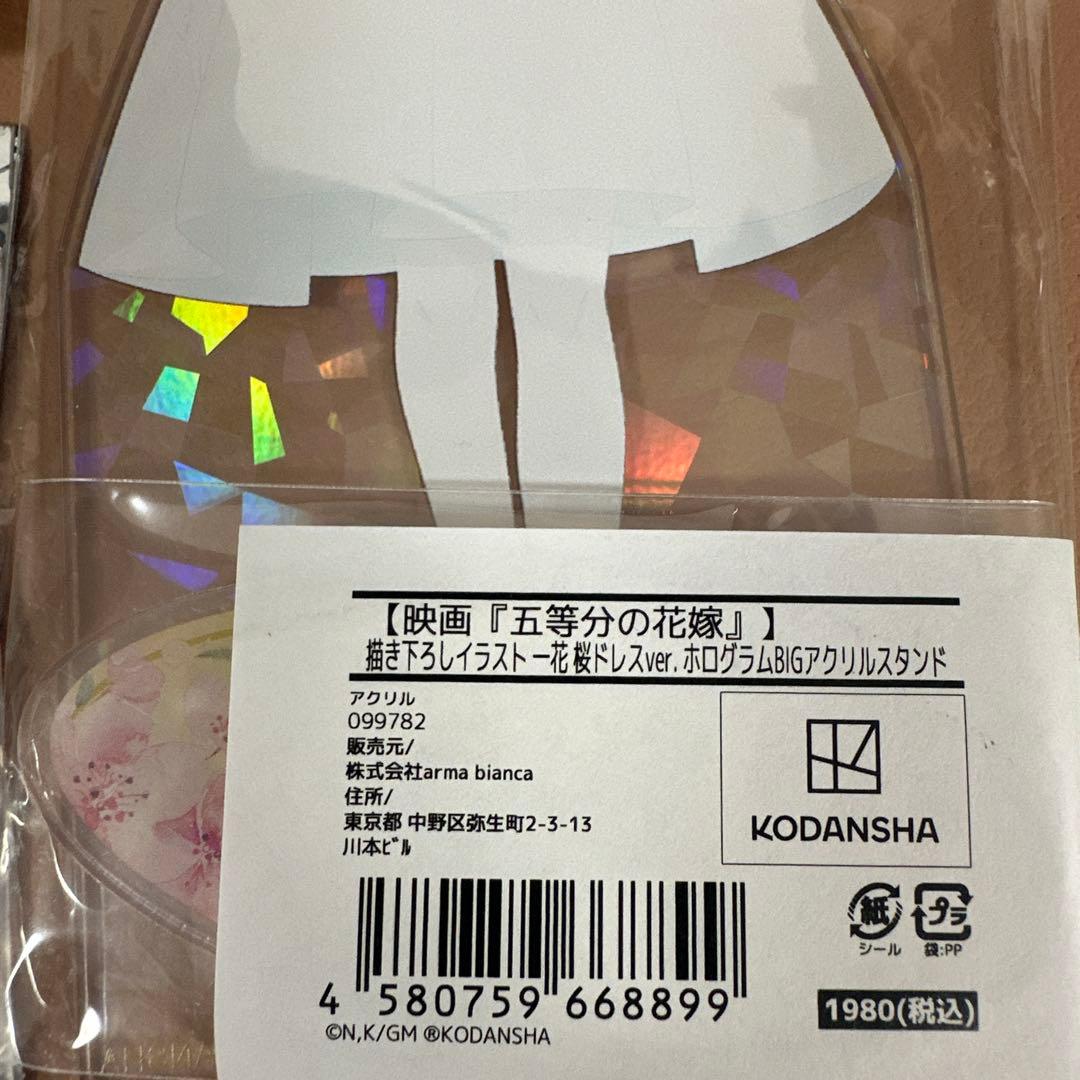 【映画『五等分の花嫁』】
描き下ろしイラスト 一花 桜ドレスver. ホログラムBIGアクリルスタンド
アクリル
099782
販売元/
株式会社arma bianca
住所/
東京都 中野区弥生町2-3-13
川本ﾋﾞﾙ
KODANSHA
紙
シール
プラ
袋:PP
4 580759 668899
1980(税込)
©N,K/GM ®KODANSHA